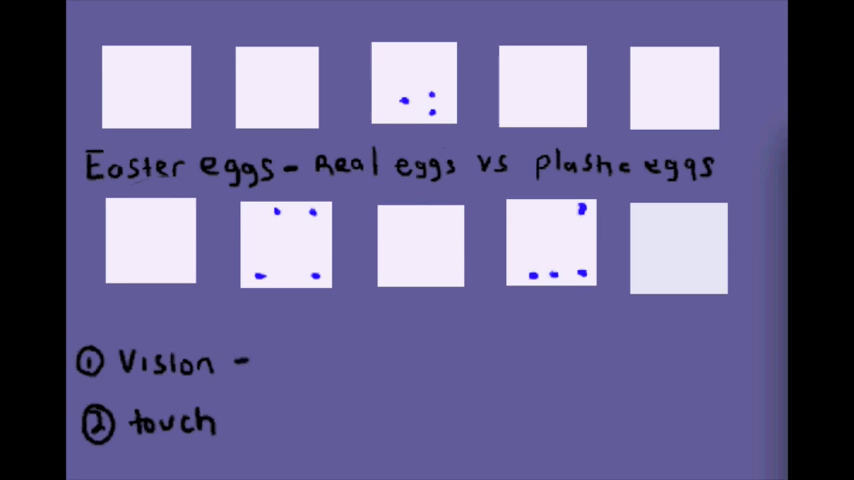 Easter eggs - Real eggs vs plastic eggs
① Vision -
② touch